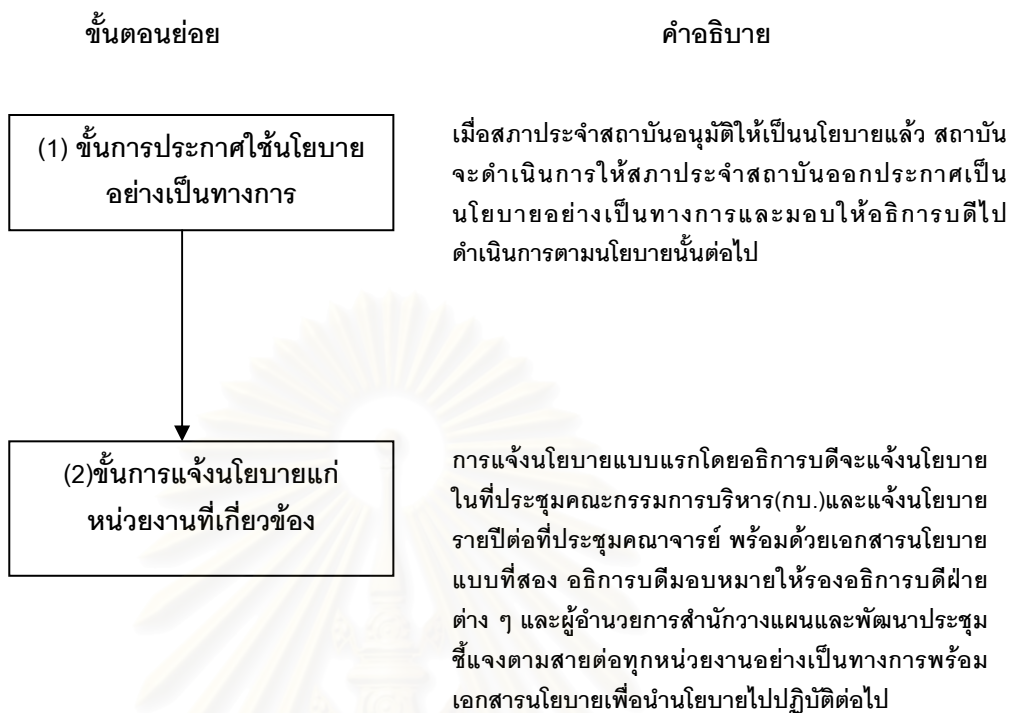 ขั้นตอนย่อย
คำอธิบาย
(1) ขั้นการประกาศใช้นโยบาย
อย่างเป็นทางการ
เมื่อสภาประจำสถาบันอนุมัติให้เป็นนโยบายแล้ว สถาบัน
จะดำเนินการให้สภาประจำสถาบันออกประกาศเป็น
นโยบายอย่างเป็นทางการและมอบให้อธิการบดีไป
ดำเนินการตามนโยบายนั้นต่อไป
(2)ขั้นการแจ้งนโยบายแก่
หน่วยงานที่เกี่ยวข้อง
การแจ้งนโยบายแบบแรกโดยอธิการบดีจะแจ้งนโยบาย
ในที่ประชุมคณะกรรมการบริหาร(กบ.)และแจ้งนโยบาย
รายปีต่อที่ประชุมคณาจารย์ พร้อมด้วยเอกสารนโยบาย
แบบที่สอง อธิการบดีมอบหมายให้รองอธิการบดีฝ่าย
ต่าง ๆ และผู้อำนวยการสำนักวางแผนและพัฒนาประชุม
ชี้แจงตามสายต่อทุกหน่วยงานอย่างเป็นทางการพร้อม
เอกสารนโยบายเพื่อนำนโยบายไปปฏิบัติต่อไป